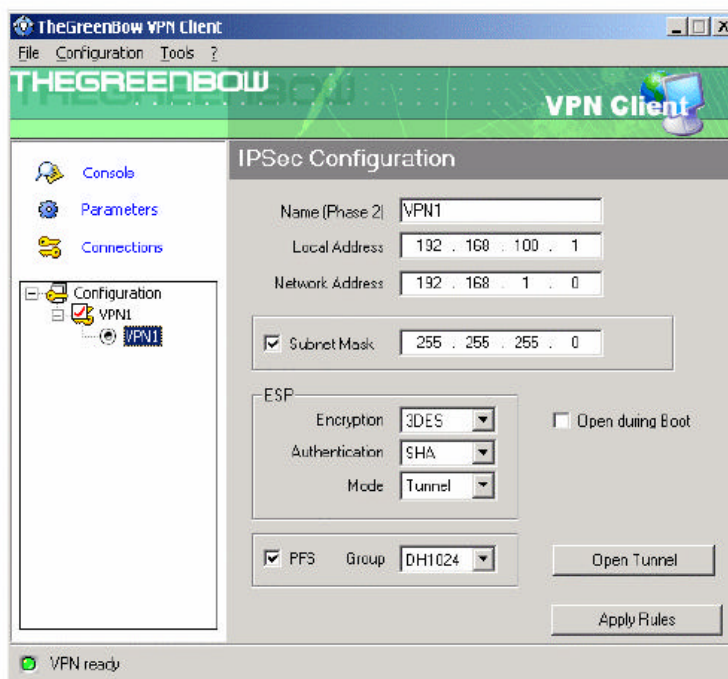 TheGreenBow VPN Client
File Configuration Tools ?
THEGREENBOW
VPN Client
Console
Parameters
Connections
Configuration
VPN1
VPN1
IPSec Configuration
Name (Phase 2) VPN1
Local Address 192 . 168 . 100 . 1
Network Address 192 . 168 . 1 . 0
Subnet Mask 255 . 255 . 255 . 0
ESP
Encryption 3DES
Open during Boot
Authentication SHA
Mode Tunnel
PFS Group DH1024
Open Tunnel
Apply Rules
VPN ready